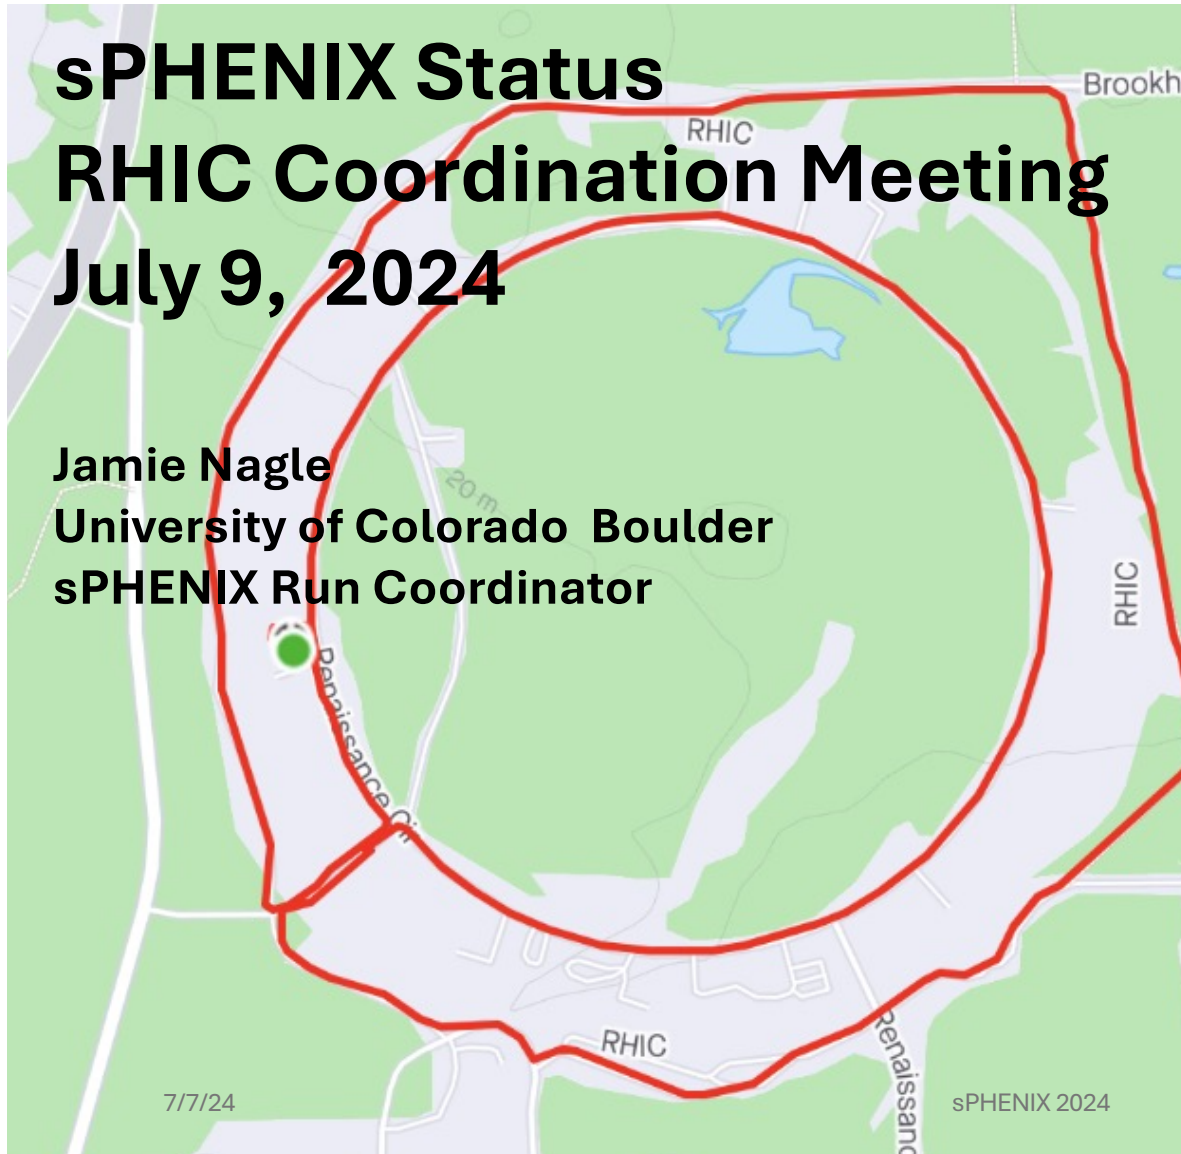 sPHENIX Status
Brookh
RHIC
RHIC Coordination Meeting
July 9,  2024
Jamie Nagle
20 m
University of Colorado  Boulder
sPHENIX Run Coordinator
RHIC
Renaissance Cir
RHIC
Renaissanc
7/7/24
sPHENIX 2024